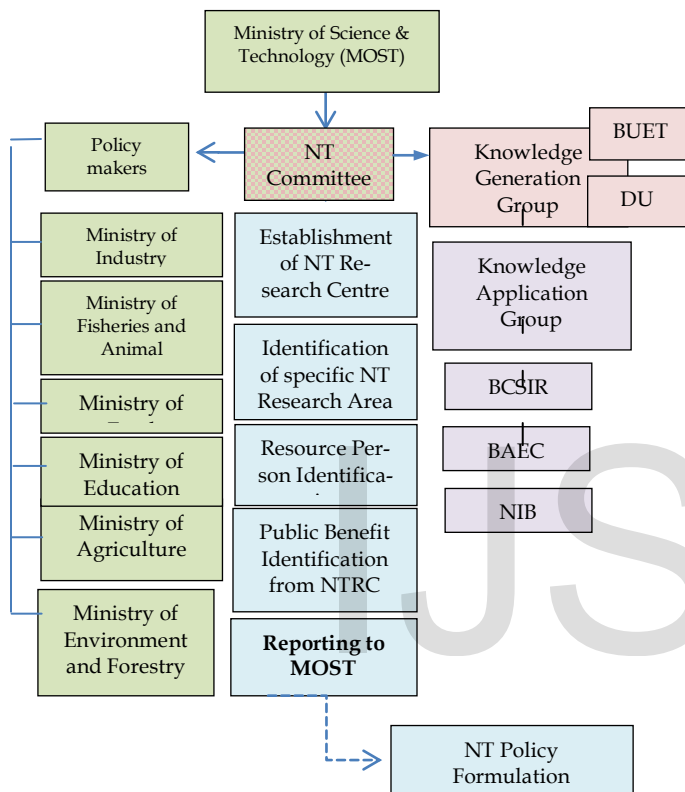 Ministry of Science &
Technology (MOST)
Policy
makers
NT
Committee
Knowledge
Generation
Group
BUET
DU
Ministry of
Industry
Ministry of
Fisheries and
Animal
Ministry of
Ministry of
Education
Ministry of
Agriculture
Ministry of
Environment
and Forestry
Establishment
of NT Re-
search Centre
Identification
of specific NT
Research Area
Resource Per-
son Identifica-
Public Benefit
Identification
from NTRC
Reporting to
MOST
Knowledge
Application
Group
BCSIR
BAEC
NIB
IJS
NT Policy
Formulation